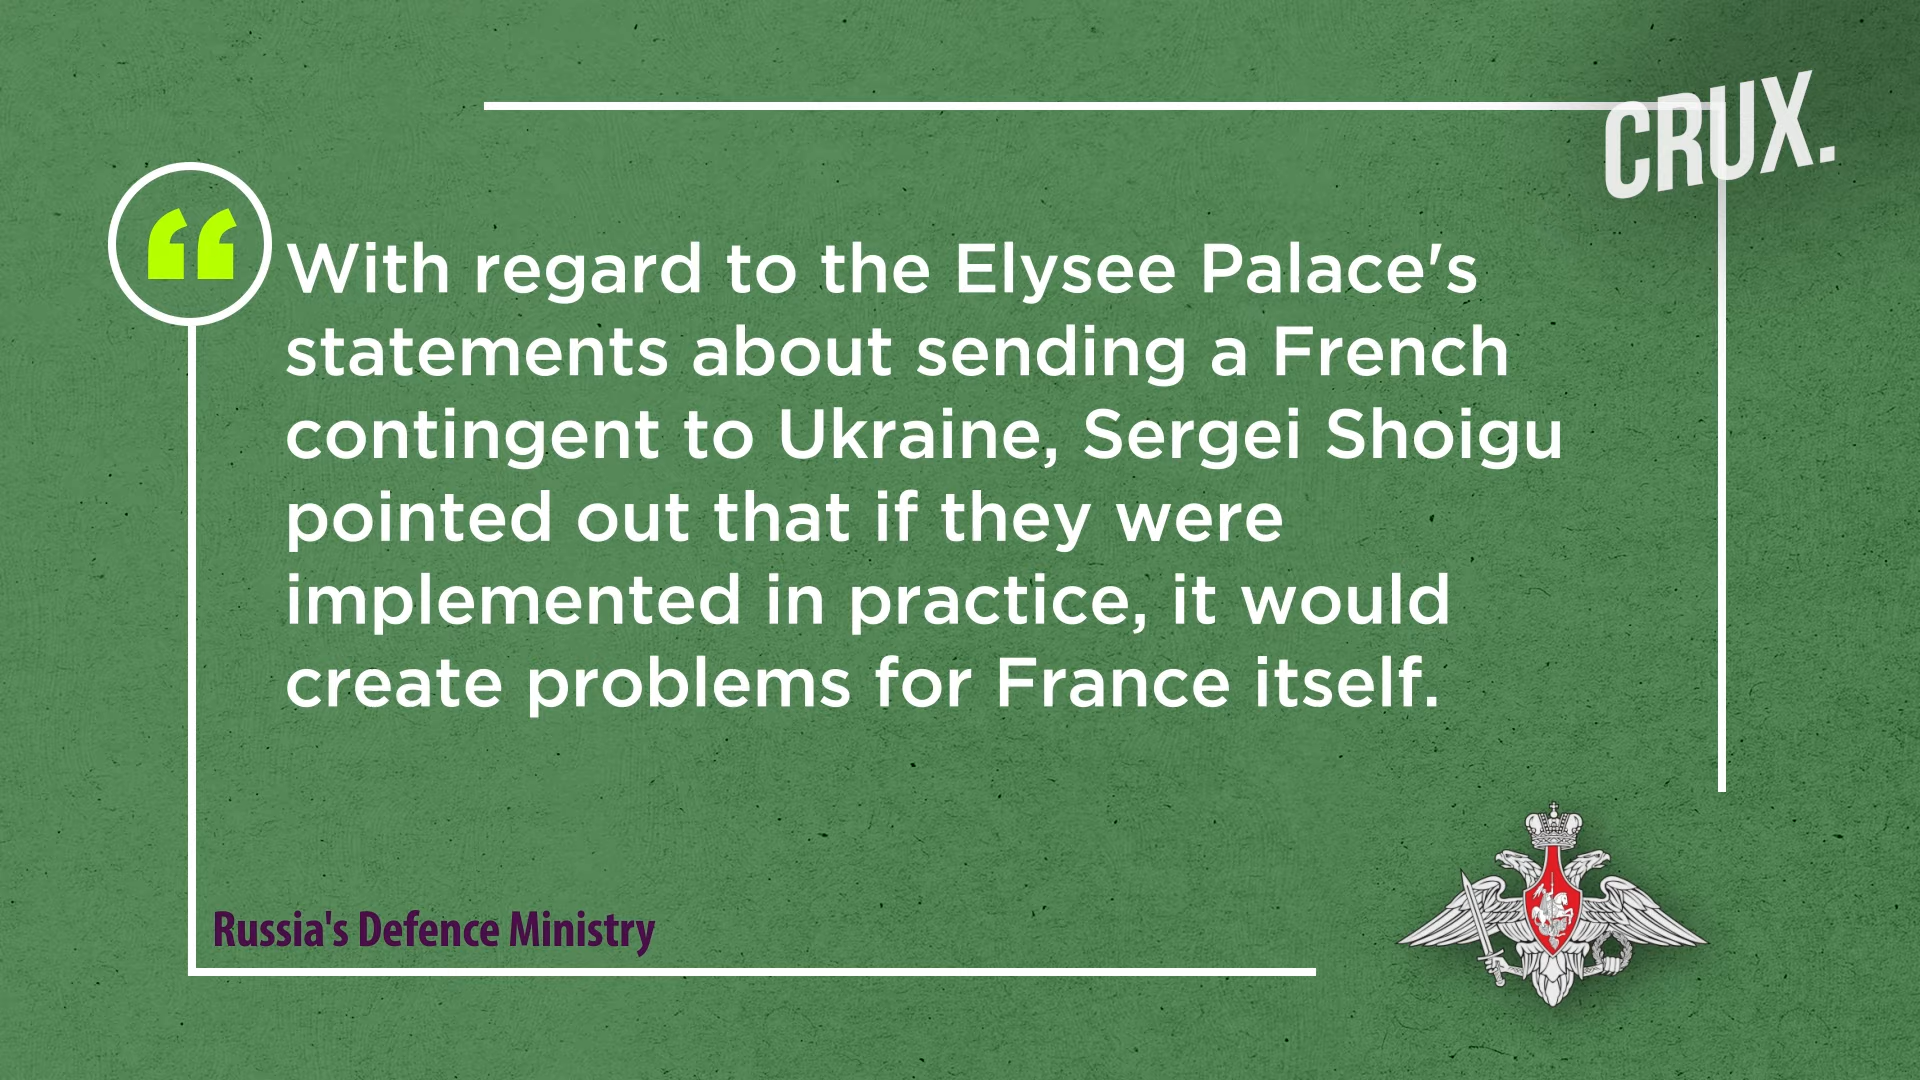 CRUX.
“
With regard to the Elysee Palace's
statements about sending a French
contingent to Ukraine, Sergei Shoigu
pointed out that if they were
implemented in practice, it would
create problems for France itself.
Russia's Defence Ministry